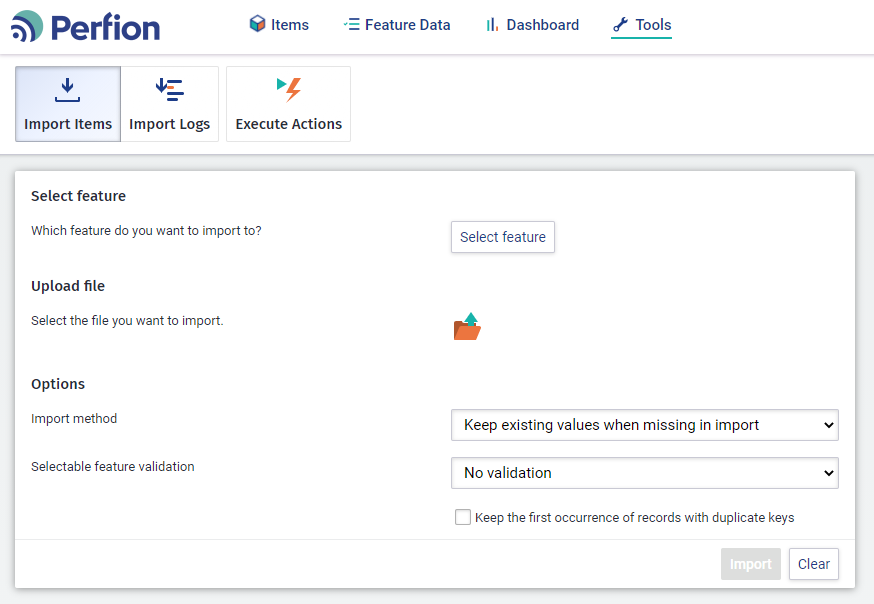 Perfion
Items
Feature Data
Dashboard
Tools
Import Items
Import Logs
Execute Actions
Select feature
Which feature do you want to import to?
Select feature
Upload file
Select the file you want to import.
Options
Import method
Keep existing values when missing in import
Selectable feature validation
No validation
Keep the first occurrence of records with duplicate keys
Import
Clear